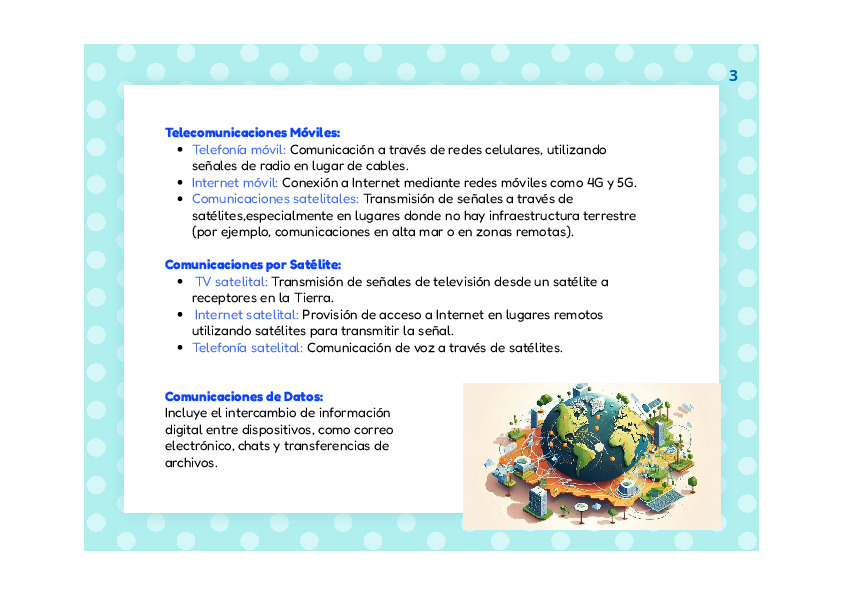 3
Telecomunicaciones Móviles:
• Telefonía móvil: Comunicación a través de redes celulares, utilizando
señales de radio en lugar de cables.
• Internet móvil: Conexión a Internet mediante redes móviles como 4G y 5G.
• Comunicaciones satelitales: Transmisión de señales a través de
satélites,especialmente en lugares donde no hay infraestructura terrestre
(por ejemplo, comunicaciones en alta mar o en zonas remotas).
Comunicaciones por Satélite:
• TV satelital: Transmisión de señales de televisión desde un satélite a
receptores en la Tierra.
• Internet satelital: Provisión de acceso a Internet en lugares remotos
utilizando satélites para transmitir la señal.
• Telefonía satelital: Comunicación de voz a través de satélites.
Comunicaciones de Datos:
Incluye el intercambio de información
digital entre dispositivos, como correo
electrónico, chats y transferencias de
archivos.